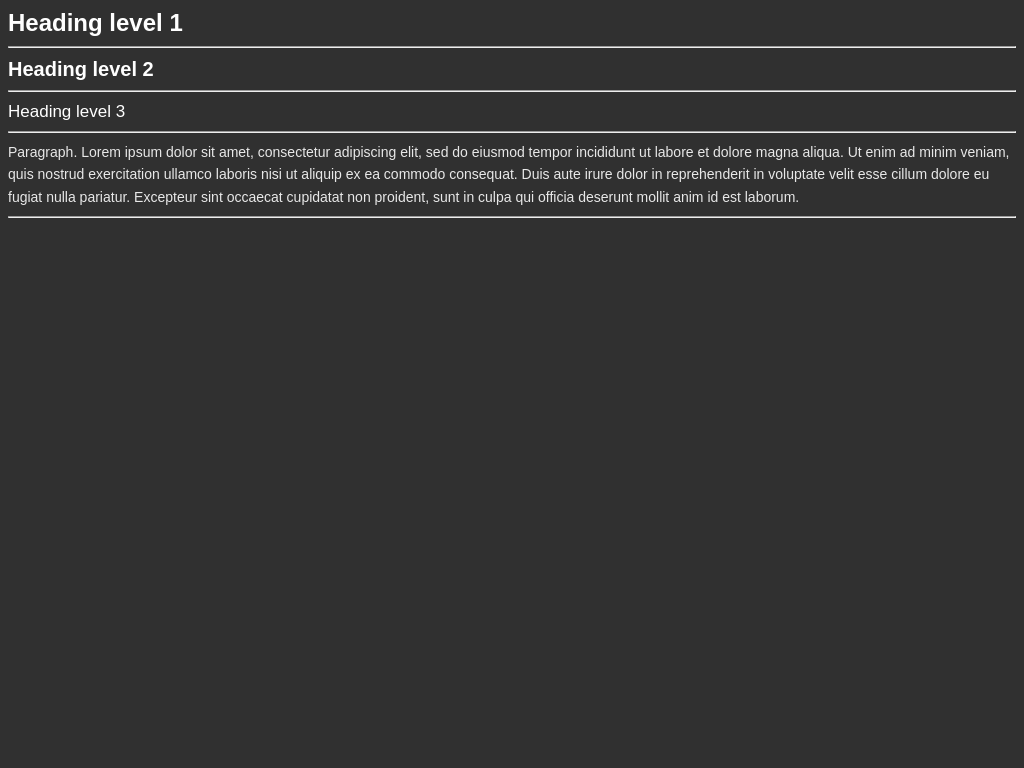 Heading level 1
Heading level 2
Heading level 3
Paragraph. Lorem ipsum dolor sit amet, consectetur adipiscing elit, sed do eiusmod tempor incididunt ut labore et dolore magna aliqua. Ut enim ad minim veniam,
quis nostrud exercitation ullamco laboris nisi ut aliquip ex ea commodo consequat. Duis aute irure dolor in reprehenderit in voluptate velit esse cillum dolore eu
fugiat nulla pariatur. Excepteur sint occaecat cupidatat non proident, sunt in culpa qui officia deserunt mollit anim id est laborum.